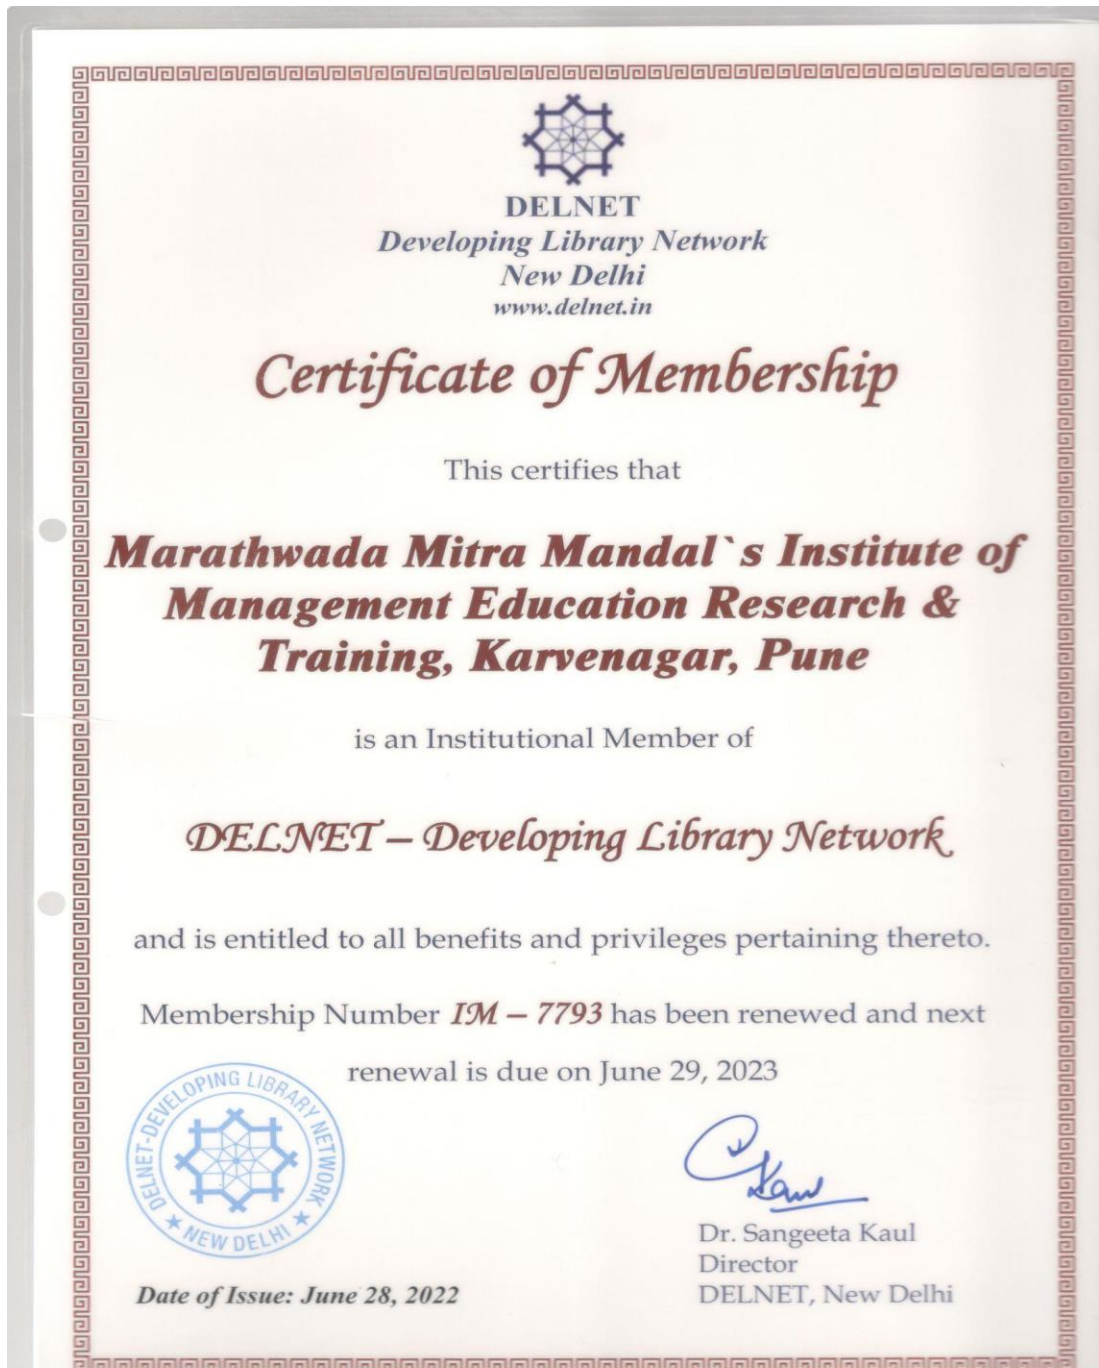 DELNET
Developing Library Network
New Delhi
www.delnet.in
Certificate of Membership
This certifies that
Marathwada Mitra Mandal`s Institute of
Management Education Research &
Training, Karvenagar, Pune
is an Institutional Member of
DELNET – Developing Library Network
and is entitled to all benefits and privileges pertaining thereto.
Membership Number IM – 7793 has been renewed and next
renewal is due on June 29, 2023
DELNET-DEVELOPING LIBRARY NETWORK
★ NEW DELHI ★
Kaul
Dr. Sangeeta Kaul
Director
DELNET, New Delhi
Date of Issue: June 28, 2022